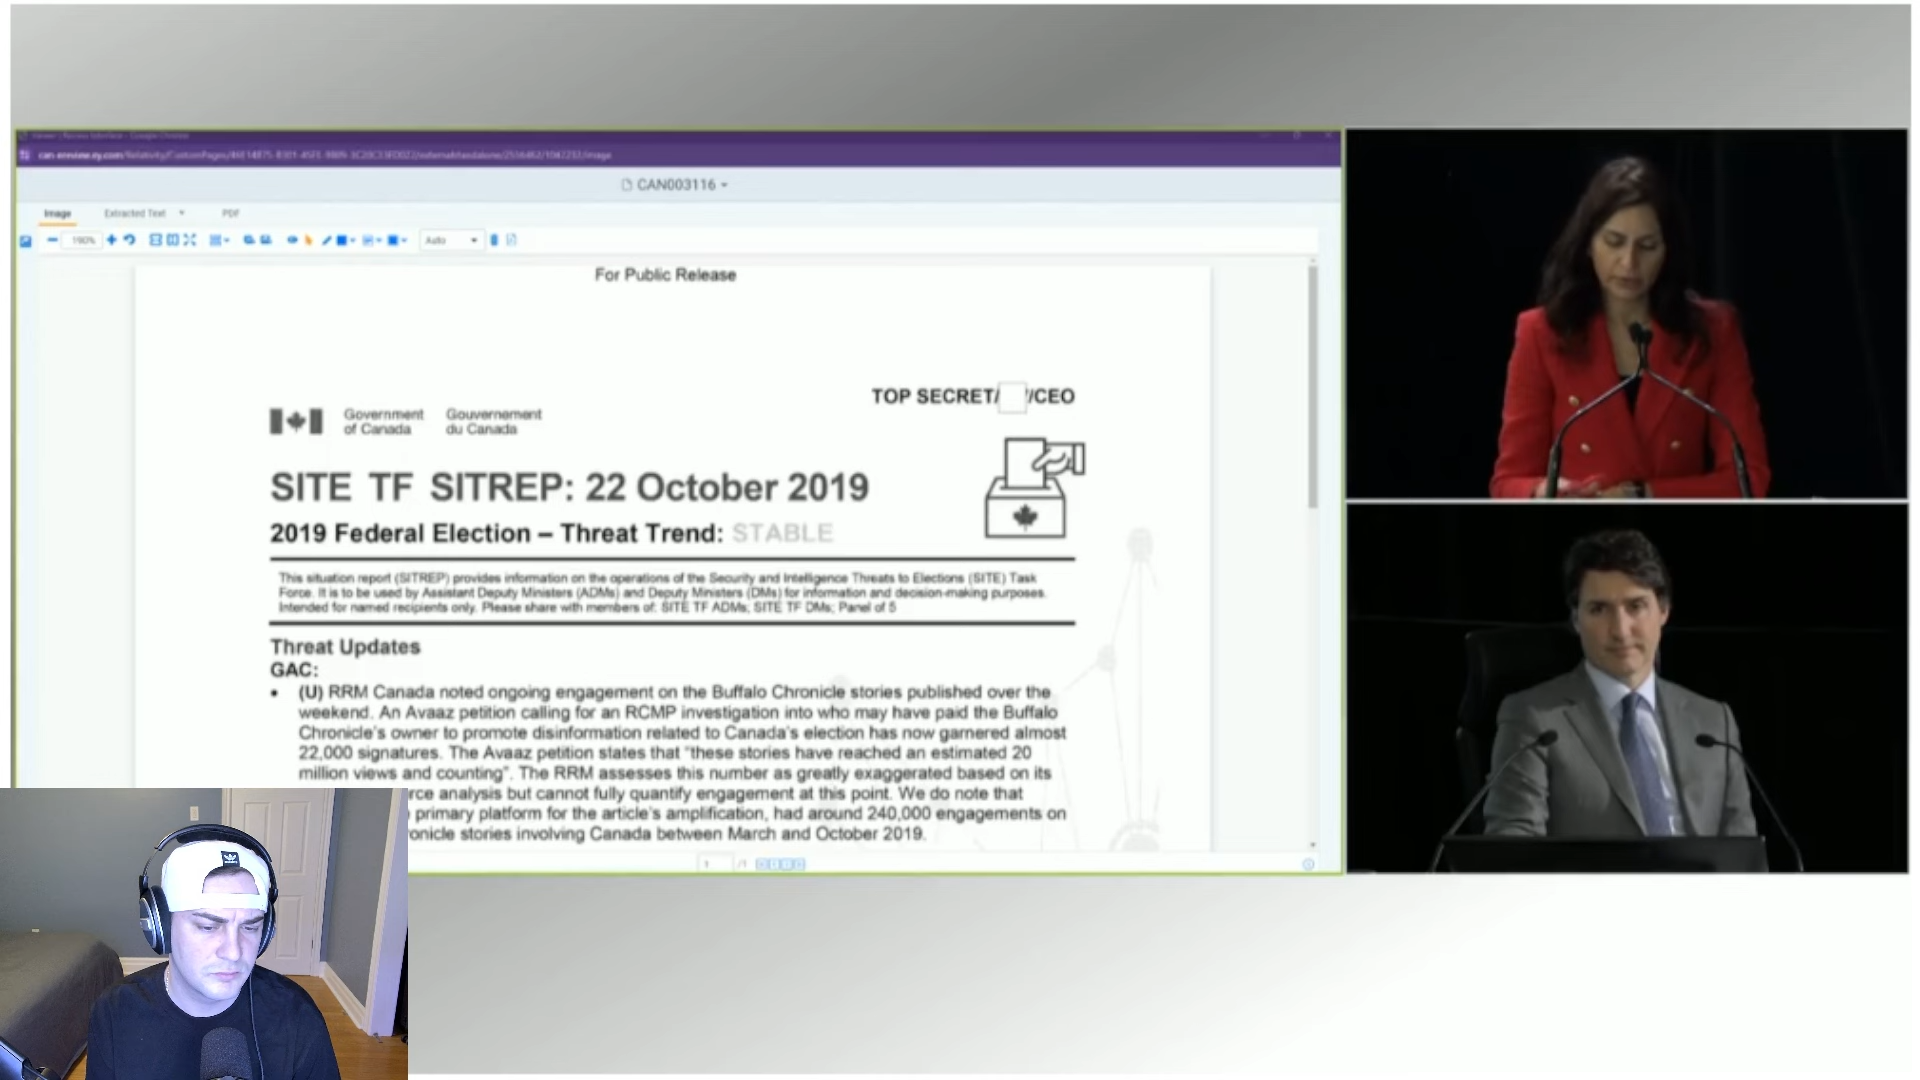 CAN003116
Image Extracted Text PDF
190% Auto
For Public Release
TOP SECRET/ /CEO
Government of Canada
Gouvernement du Canada
SITE TF SITREP: 22 October 2019
2019 Federal Election – Threat Trend: STABLE
This situation report (SITREP) provides information on the operations of the Security and Intelligence Threats to Elections (SITE) Task
Force. It is to be used by Assistant Deputy Ministers (ADMs) and Deputy Ministers (DMs) for information and decision-making purposes.
Intended for named recipients only. Please share with members of: SITE TF ADMs; SITE TF DMs; Panel of 5
Threat Updates
GAC:
• (U) RRM Canada noted ongoing engagement on the Buffalo Chronicle stories published over the
weekend. An Avaaz petition calling for an RCMP investigation into who may have paid the Buffalo
Chronicle's owner to promote disinformation related to Canada's election has now garnered almost
22,000 signatures. The Avaaz petition states that "these stories have reached an estimated 20
million views and counting". The RRM assesses this number as greatly exaggerated based on its
rce analysis but cannot fully quantify engagement at this point. We do note that
primary platform for the article's amplification, had around 240,000 engagements on
ronicle stories involving Canada between March and October 2019.
1 /1